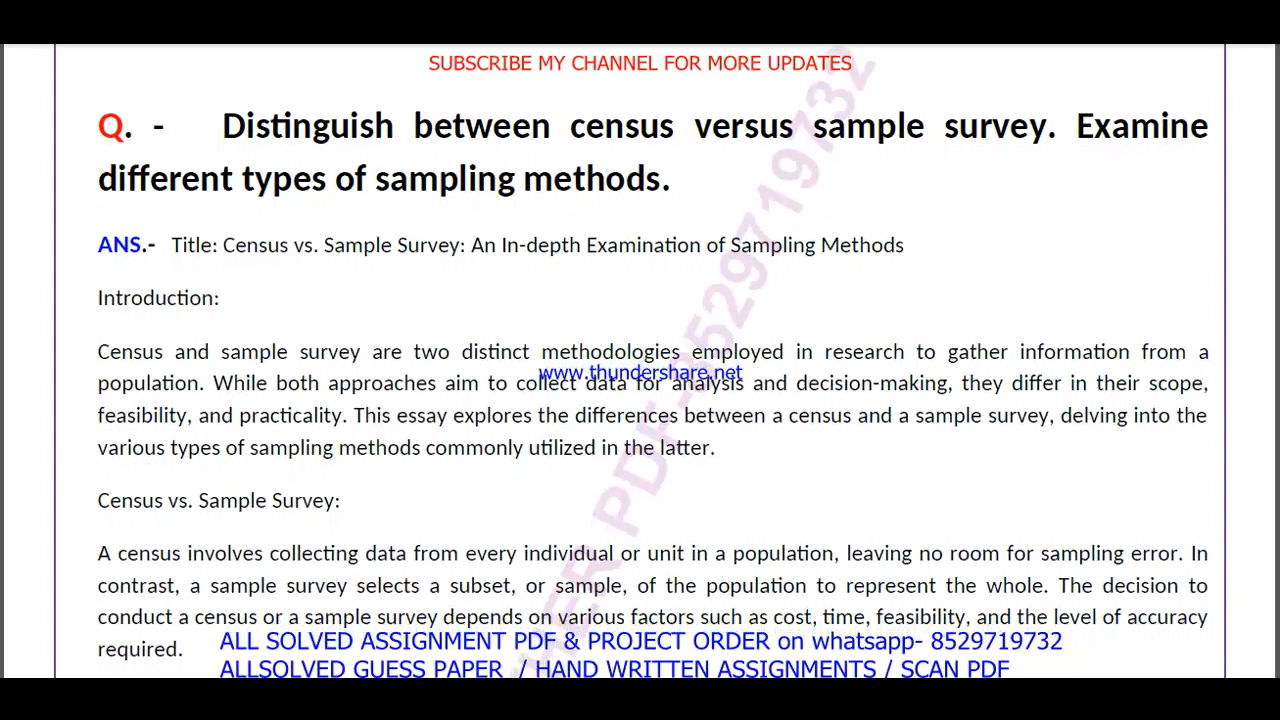 SUBSCRIBE MY CHANNEL FOR MORE UPDATES
Q. - Distinguish between census versus sample survey. Examine
different types of sampling methods.
ANS.- Title: Census vs. Sample Survey: An In-depth Examination of Sampling Methods
Introduction:
Census and sample survey are two distinct methodologies employed in research to gather information from a
www.thundershare.net
population. While both approaches aim to collect data for analysis and decision-making, they differ in their scope,
feasibility, and practicality. This essay explores the differences between a census and a sample survey, delving into the
various types of sampling methods commonly utilized in the latter.
Census vs. Sample Survey:
A census involves collecting data from every individual or unit in a population, leaving no room for sampling error. In
contrast, a sample survey selects a subset, or sample, of the population to represent the whole. The decision to
conduct a census or a sample survey depends on various factors such as cost, time, feasibility, and the level of accuracy
required.
ALL SOLVED ASSIGNMENT PDF & PROJECT ORDER on whatsapp- 8529719732
ALLSOLVED GUESS PAPER / HAND WRITTEN ASSIGNMENTS / SCAN PDF
PDF-8529719732